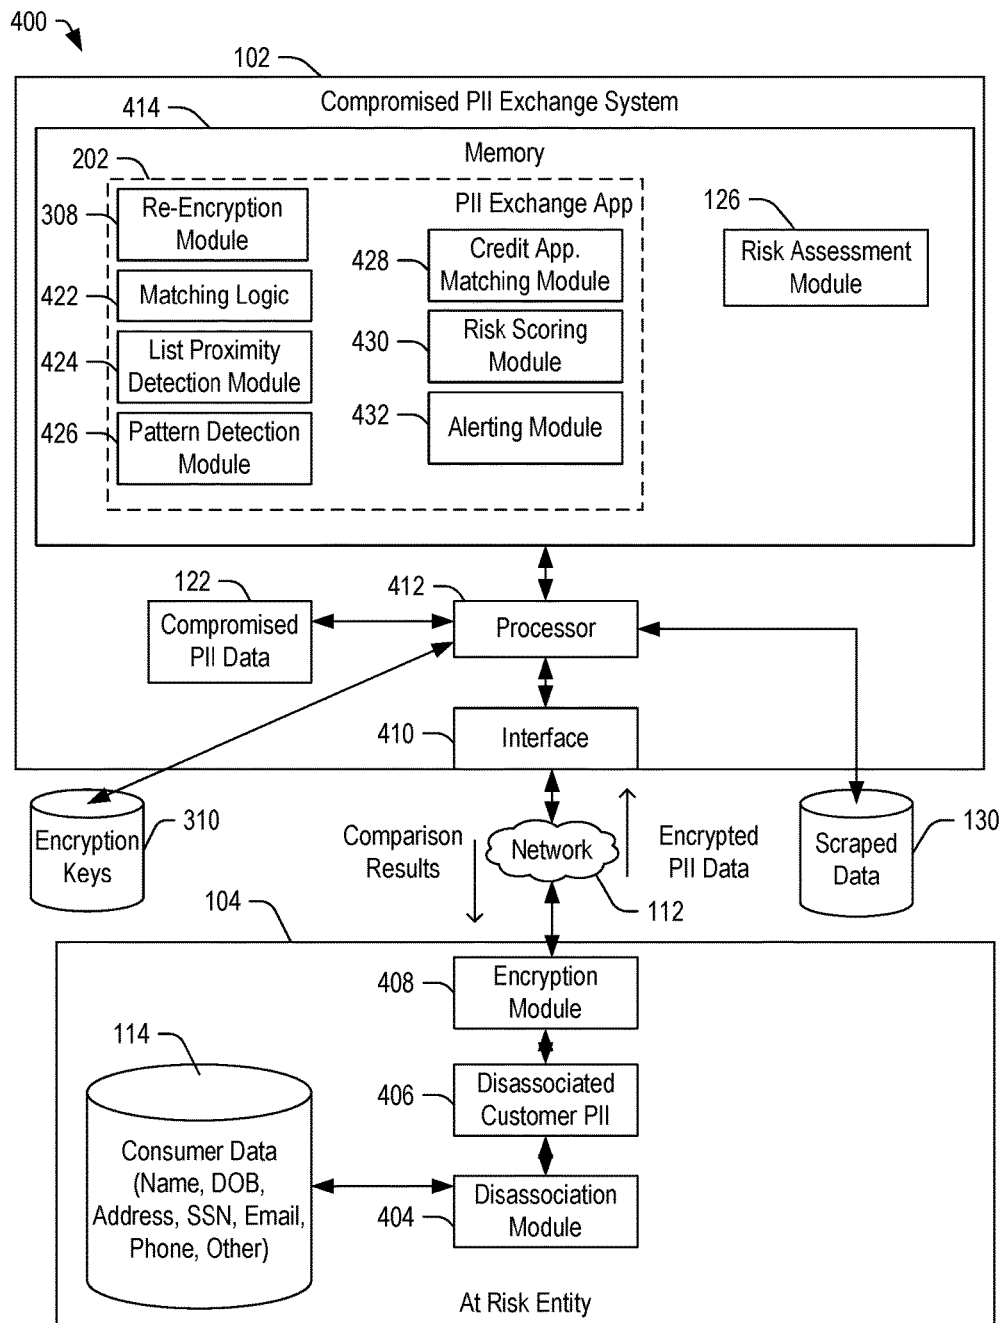 400
102
Compromised PII Exchange System
414
Memory
202
PII Exchange App
308
Re-Encryption
Module
422
Matching Logic
424
List Proximity
Detection Module
426
Pattern Detection
Module
428
Credit App.
Matching Module
430
Risk Scoring
Module
432
Alerting Module
126
Risk Assessment
Module
122
Compromised
PII Data
412
Processor
410
Interface
Encryption
Keys
310
Comparison
Results
Network
112
Encrypted
PII Data
Scraped
Data
130
104
408
Encryption
Module
406
Disassociated
Customer PII
404
Disassociation
Module
114
Consumer Data
(Name, DOB,
Address, SSN, Email,
Phone, Other)
At Risk Entity